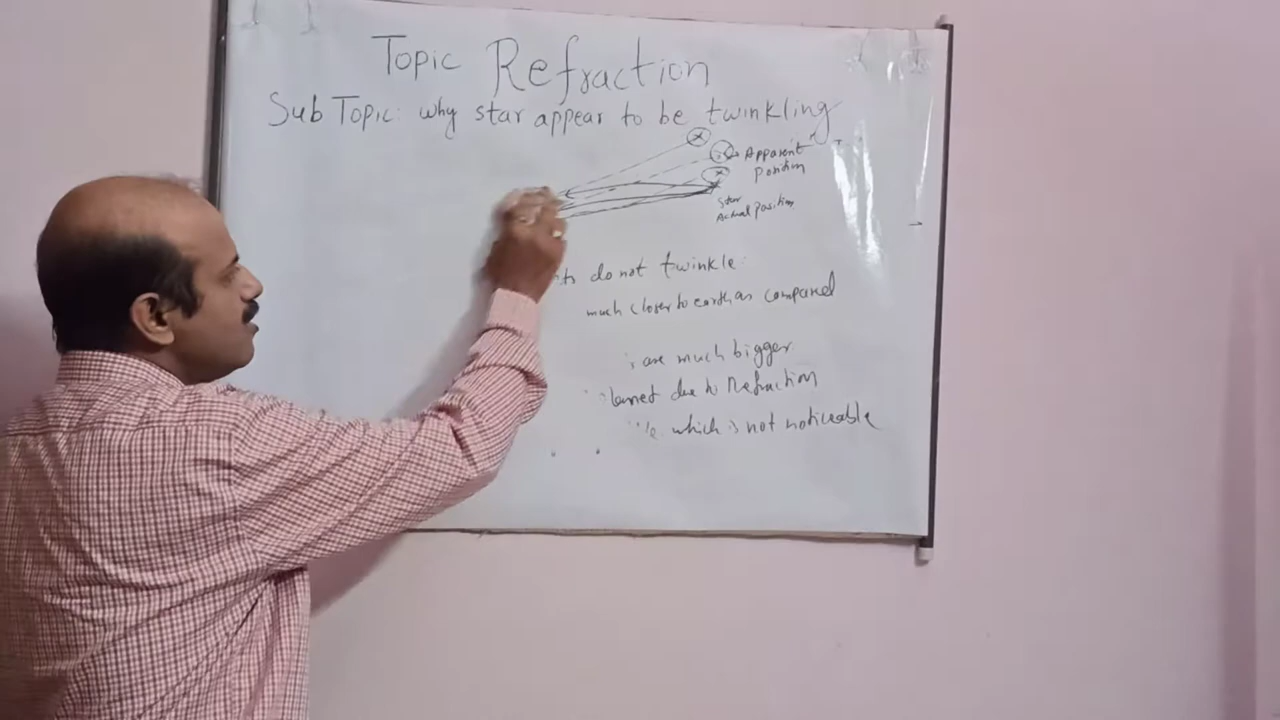 Topic Refraction
Sub Topic: why star appear to be twinkling
Apparent
position
Star
Actual position
do not twinkle.
much closer to earth as compared
are much bigger.
due to Refraction
which is not noticeable